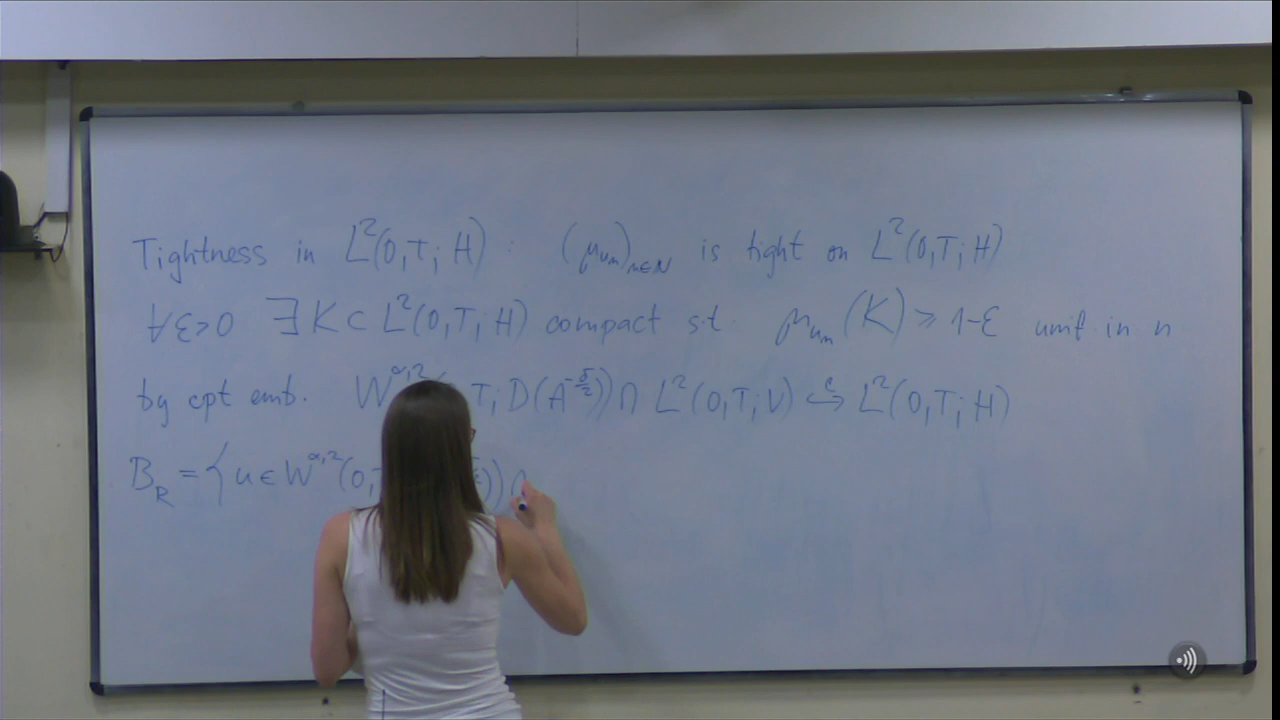 Tightness in L²(0,T; H) : (μ_{u_n})_{n∈N} is tight on L²(0,T; H)
∀ε>0 ∃ K ⊂ L²(0,T; H) compact s.t. μ_{u_n}(K) ≥ 1-ε unif in n
by cpt emb. W^{α,2}( T; D(A^{-δ/2})) ∩ L²(0,T; V) ↪^c L²(0,T; H)
B_R = { u ∈ W^{α,2}(0, )) ∩